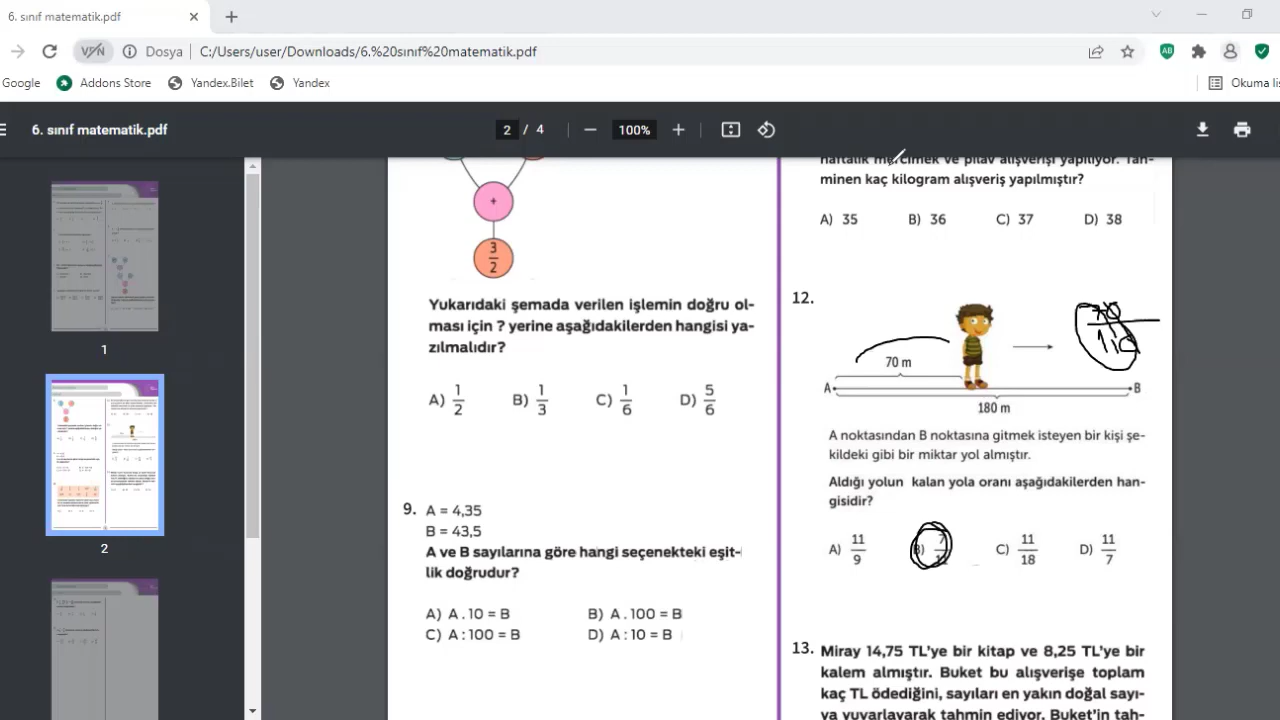 6. sınıf matematik.pdf
VPN Dosya C:/Users/user/Downloads/6.%20sınıf%20matematik.pdf
Google Addons Store Yandex.Bilet Yandex Okuma lis
6. sınıf matematik.pdf 2 / 4 100%
1
2
+
3
2
Yukarıdaki şemada verilen işlemin doğru ol-
ması için ? yerine aşağıdakilerden hangisi ya-
zılmalıdır?
A) 1/2 B) 1/3 C) 1/6 D) 5/6
9. A = 4,35
B = 43,5
A ve B sayılarına göre hangi seçenekteki eşit-
lik doğrudur?
A) A . 10 = B B) A . 100 = B
C) A : 100 = B D) A : 10 = B
haftalık mercimek ve pilav alışverişi yapılıyor. Tah-
minen kaç kilogram alışveriş yapılmıştır?
A) 35 B) 36 C) 37 D) 38
12.
70
110
70 m
A B
180 m
A noktasından B noktasına gitmek isteyen bir kişi şe-
kildeki gibi bir miktar yol almıştır.
Aldığı yolun kalan yola oranı aşağıdakilerden han-
gisidir?
A) 11/9 B) 7 C) 11/18 D) 11/7
13. Miray 14,75 TL'ye bir kitap ve 8,25 TL'ye bir
kalem almıştır. Buket bu alışverişe toplam
kaç TL ödediğini, sayıları en yakın doğal sayı-
ya yuvarlayarak tahmin ediyor. Buket'in tah-